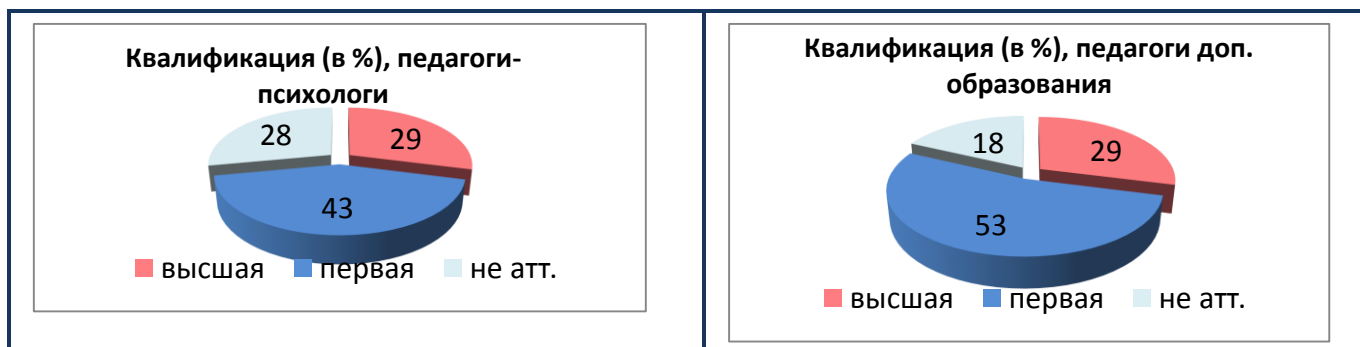 Квалификация (в %), педагоги-
психологи
28
29
43
высшая первая не атт.
Квалификация (в %), педагоги доп.
образования
18
29
53
высшая первая не атт.